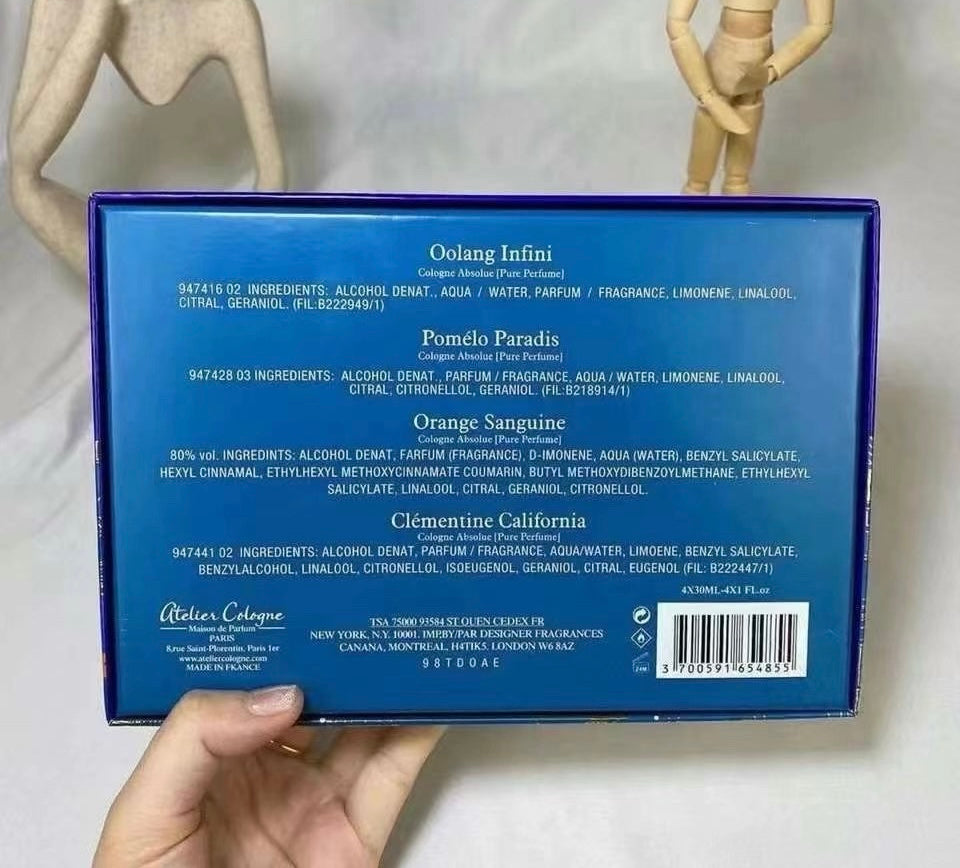 Oolang Infini
Cologne Absolue [Pure Perfume]
947416 02 INGREDIENTS: ALCOHOL DENAT., AQUA / WATER, PARFUM / FRAGRANCE, LIMONENE, LINALOOL,
CITRAL, GERANIOL. (FIL:B222949/1)
Pomélo Paradis
Cologne Absolue [Pure Perfume]
947428 03 INGREDIENTS: ALCOHOL DENAT., PARFUM / FRAGRANCE, AQUA / WATER, LIMONENE, LINALOOL,
CITRAL, CITRONELLOL, GERANIOL. (FIL:B218914/1)
Orange Sanguine
Cologne Absolue [Pure Perfume]
80% vol. INGREDINTS: ALCOHOL DENAT, FARFUM (FRAGRANCE), D-IMONENE, AQUA (WATER), BENZYL SALICYLATE,
HEXYL CINNAMAL, ETHYLHEXYL METHOXYCINNAMATE COUMARIN, BUTYL METHOXYDIBENZOYLMETHANE, ETHYLHEXYL
SALICYLATE, LINALOOL, CITRAL, GERANIOL, CITRONELLOL.
Clémentine California
Cologne Absolue [Pure Perfume]
947441 02 INGREDIENTS: ALCOHOL DENAT, PARFUM / FRAGRANCE, AQUA/WATER, LIMOENE, BENZYL SALICYLATE,
BENZYLALCOHOL, LINALOOL, CITRONELLOL, ISOEUGENOL, GERANIOL, CITRAL, EUGENOL (FIL: B222447/1)
4X30ML-4X1 FL.oz
Atelier Cologne
Maison de Parfum
PARIS
8,rue Saint-Plorentin, Paris 1er
www.ateliercologne.com
MADE IN FKANCE
TSA 75000 93584 ST QUEN CEDEX FR
NEW YORK, N.Y. 10001. IMP.BY/PAR DESIGNER FRAGRANCES
CANANA, MONTREAL, H4TIK5. LONDON W6 8AZ
98TDOAE
24M
3 700591 654855